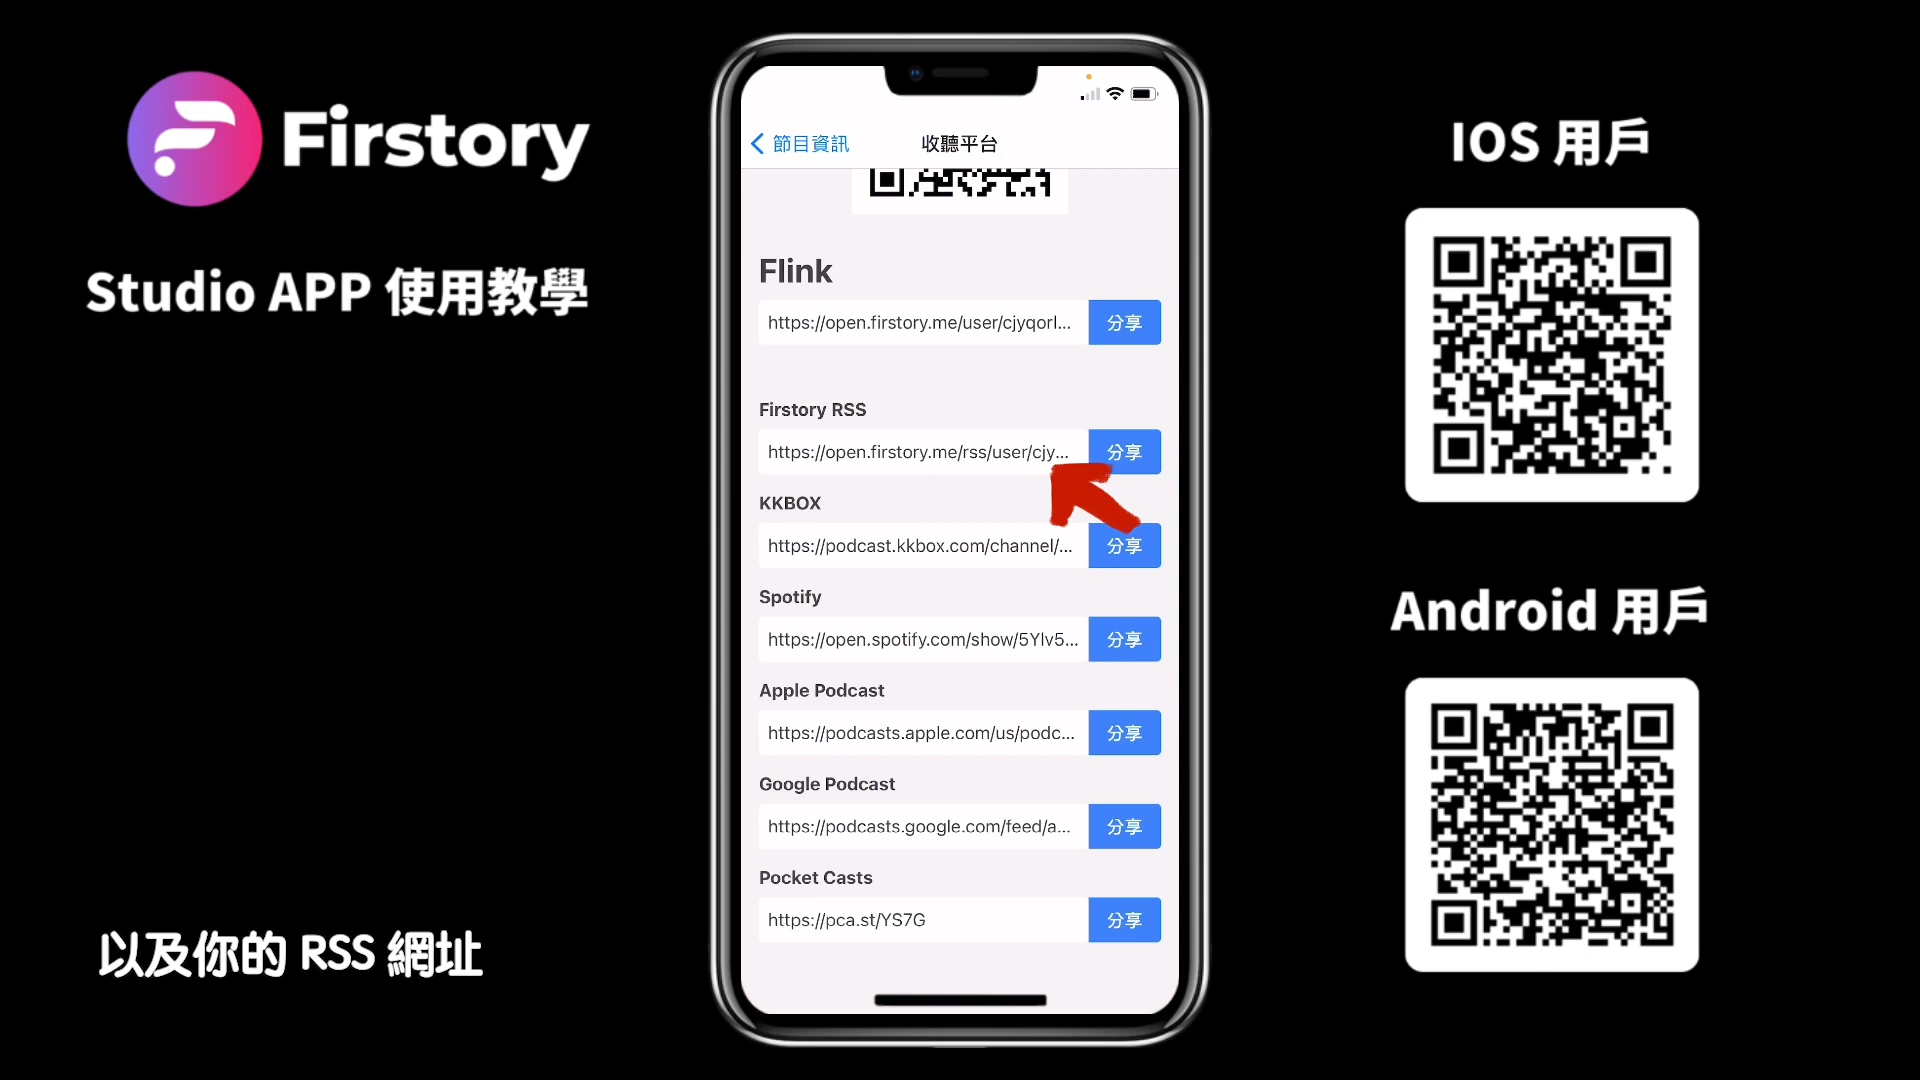 Firstory
Studio APP 使用教學
以及你的 RSS 網址
節目資訊
收聽平台
Flink
https://open.firstory.me/user/cjyqorl...
分享
Firstory RSS
https://open.firstory.me/rss/user/cjy...
分享
KKBOX
https://podcast.kkbox.com/channel/...
分享
Spotify
https://open.spotify.com/show/5Ylv5...
分享
Apple Podcast
https://podcasts.apple.com/us/podc...
分享
Google Podcast
https://podcasts.google.com/feed/a...
分享
Pocket Casts
https://pca.st/YS7G
分享
IOS 用戶
Android 用戶